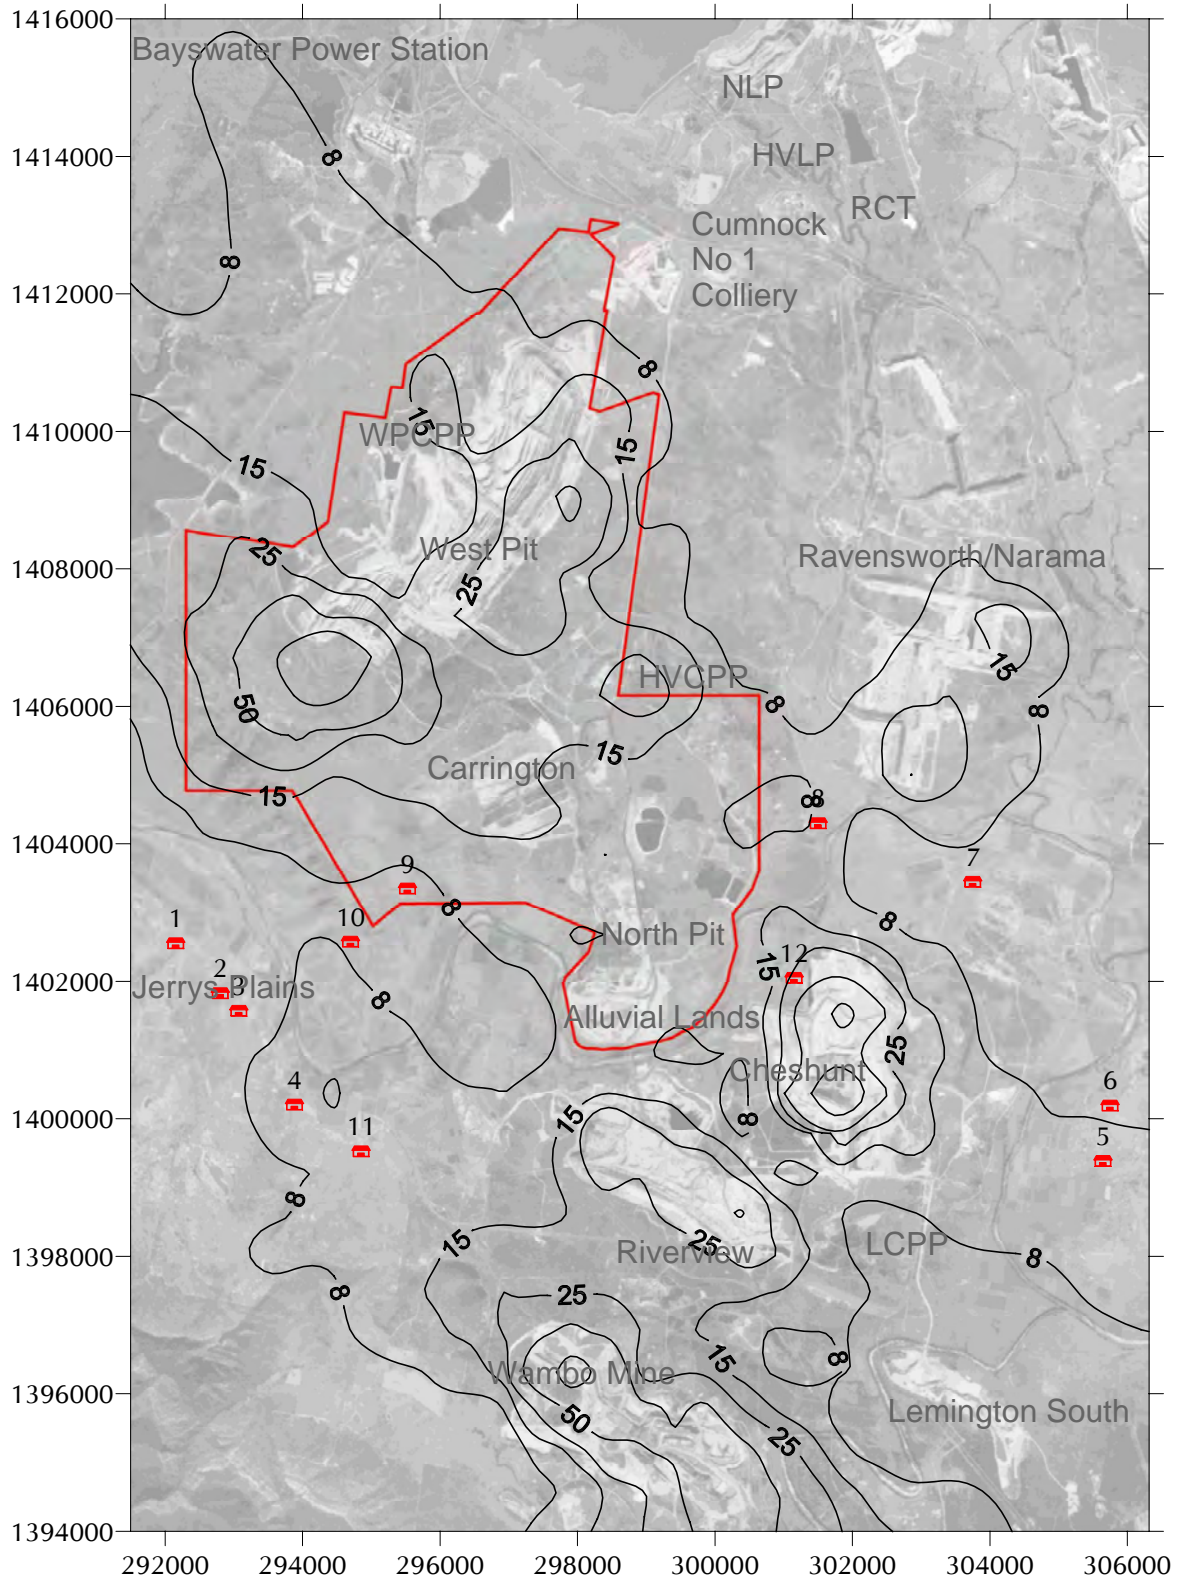 1416000
Bayswater Power Station
NLP
8
1414000
HVLP
RCT
Cumnock
No 1
Colliery
8
1412000
8
15
1410000
WPCPP
15
15
25
West Pit
Ravensworth/Narama
1408000
25
15
HVCPP
50
8
8
1406000
15
Carrington
15
8
8
1404000
9
7
8
8
1
10
North Pit
15
12
2
3
Jerrys Plains
1402000
8
Alluvial Lands
25
Cheshunt
4
6
1400000
15
8
11
5
8
15
25
Riverview
LCPP
8
1398000
8
25
15
8
Wambo Mine
1396000
50
25
Lemington South
1394000
292000 294000 296000 298000 300000 302000 304000 306000